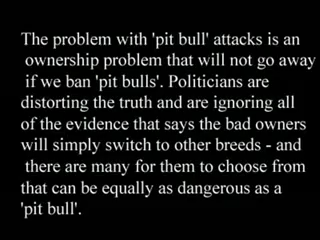 The problem with 'pit bull' attacks is an
ownership problem that will not go away
if we ban 'pit bulls'. Politicians are
distorting the truth and are ignoring all
of the evidence that says the bad owners
will simply switch to other breeds - and
there are many for them to choose from
that can be equally as dangerous as a
'pit bull'.